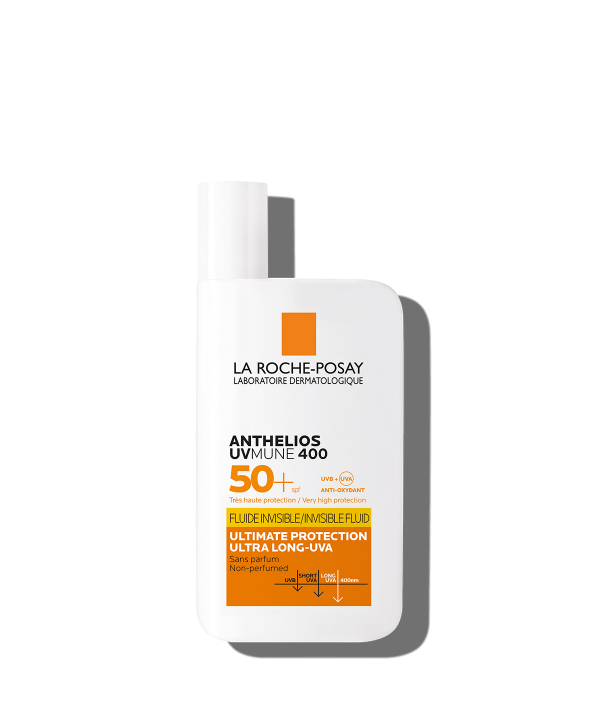 LA ROCHE-POSAY
LABORATOIRE DERMATOLOGIQUE
ANTHELIOS
UVMUNE 400
50+ spf
UVB + UVA
ANTI-OXYDANT
Très haute protection / Very high protection
FLUIDE INVISIBLE/INVISIBLE FLUID
ULTIMATE PROTECTION
ULTRA LONG-UVA
Sans parfum
Non-perfumed
UVB SHORT UVA LONG UVA 400nm